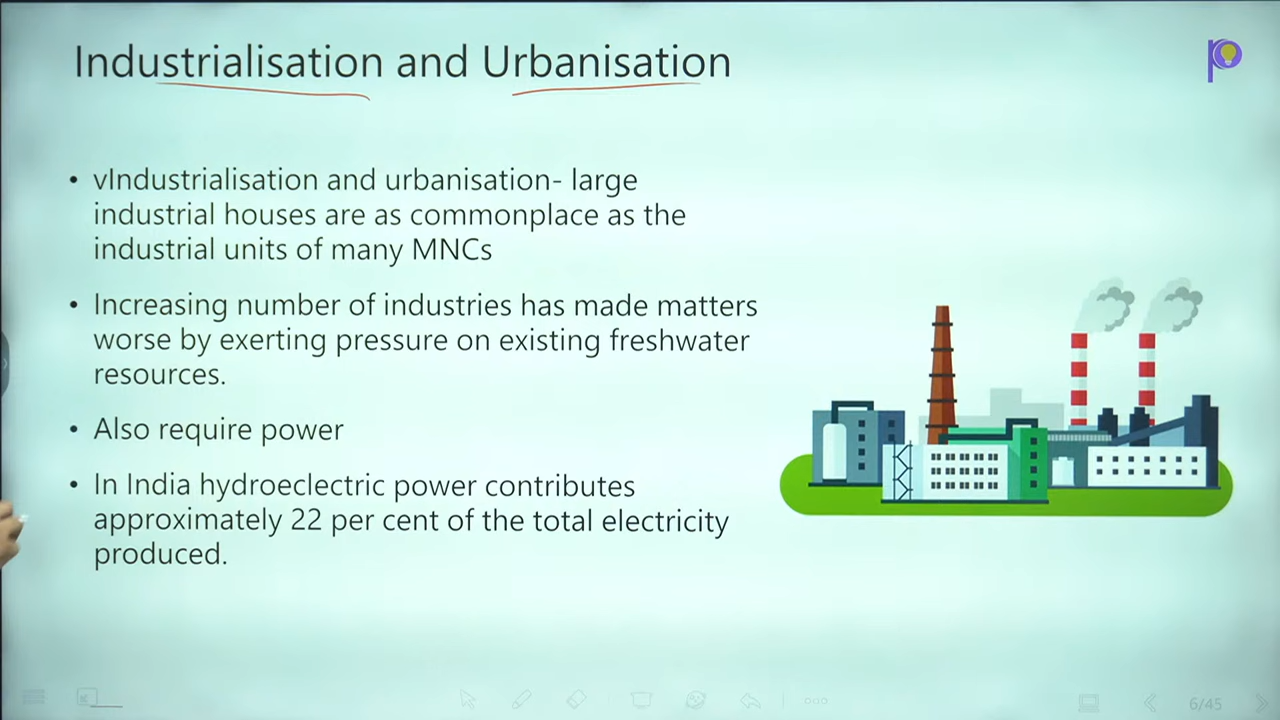 Industrialisation and Urbanisation
• vIndustrialisation and urbanisation- large
industrial houses are as commonplace as the
industrial units of many MNCs
• Increasing number of industries has made matters
worse by exerting pressure on existing freshwater
resources.
• Also require power
• In India hydroeclectric power contributes
approximately 22 per cent of the total electricity
produced.
6/45